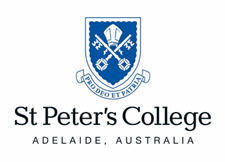 PRO DEO ET PATRIA
St Peter's College
ADELAIDE, AUSTRALIA